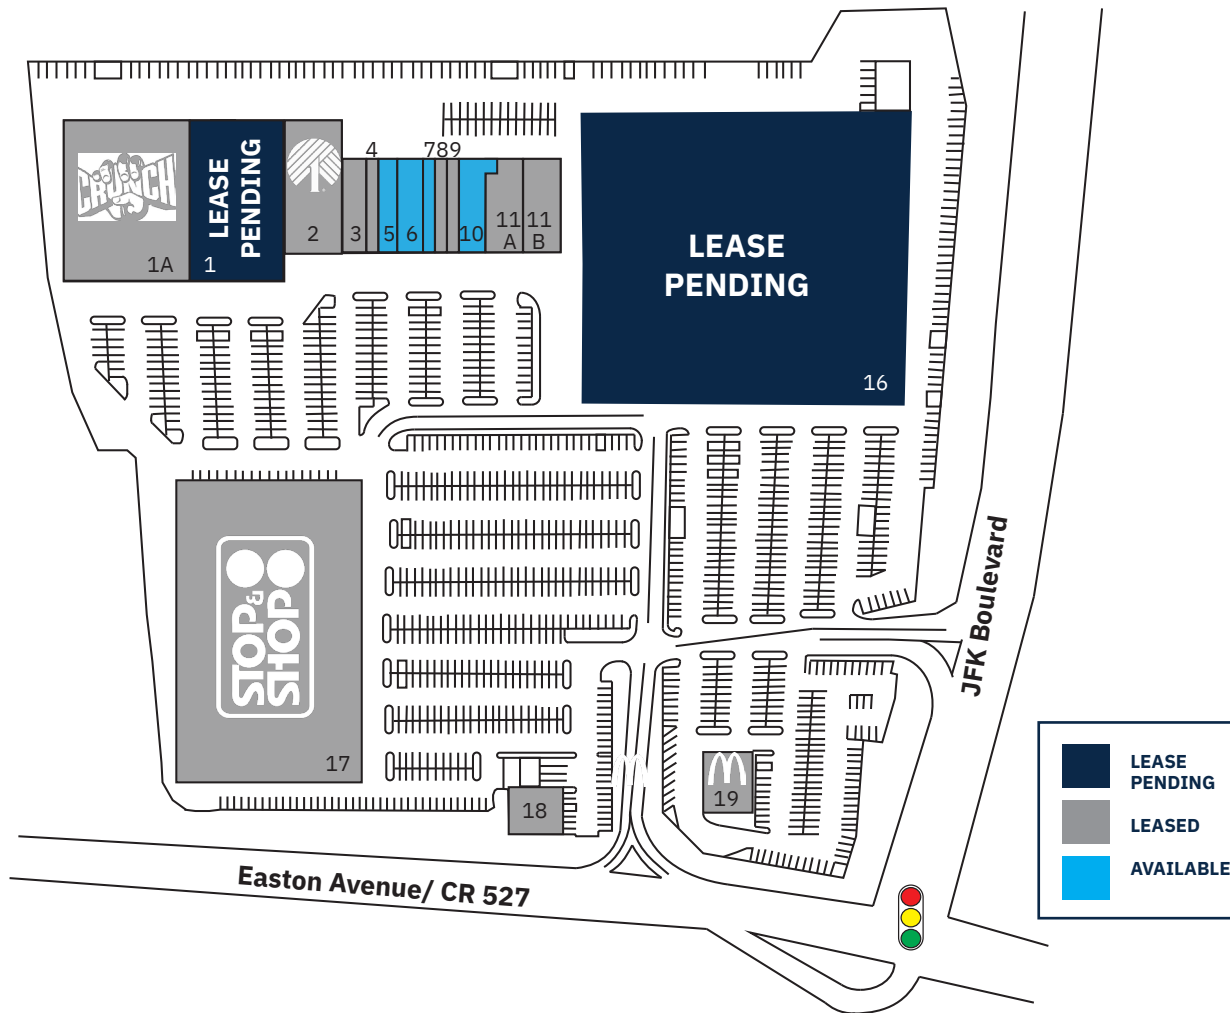 4
789
CRUNCH
LEASE
PENDING
1A
1
2
3
5
6
10
11
A
11
B
LEASE
PENDING
16
STOP &
SHOP
17
18
19
JFK Boulevard
Easton Avenue/ CR 527
LEASE
PENDING
LEASED
AVAILABLE